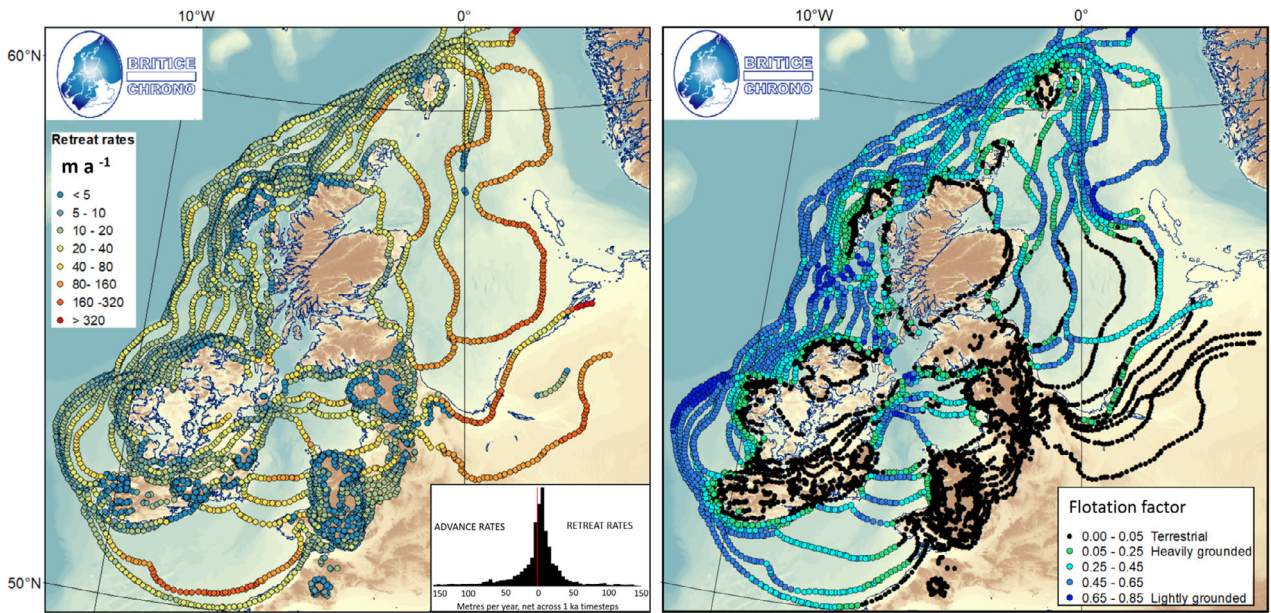 10°W
0°
10°W
0°
60°N
50°N
BRITICE
CHRONO
Retreat rates
m a -1
< 5
5 - 10
10 - 20
20 - 40
40 - 80
80- 160
160 -320
> 320
ADVANCE RATES
RETREAT RATES
150 100 50 0 50 100 150
Metres per year, net across 1 ka timesteps
BRITICE
CHRONO
Flotation factor
0.00 - 0.05 Terrestrial
0.05 - 0.25 Heavily grounded
0.25 - 0.45
0.45 - 0.65
0.65 - 0.85 Lightly grounded